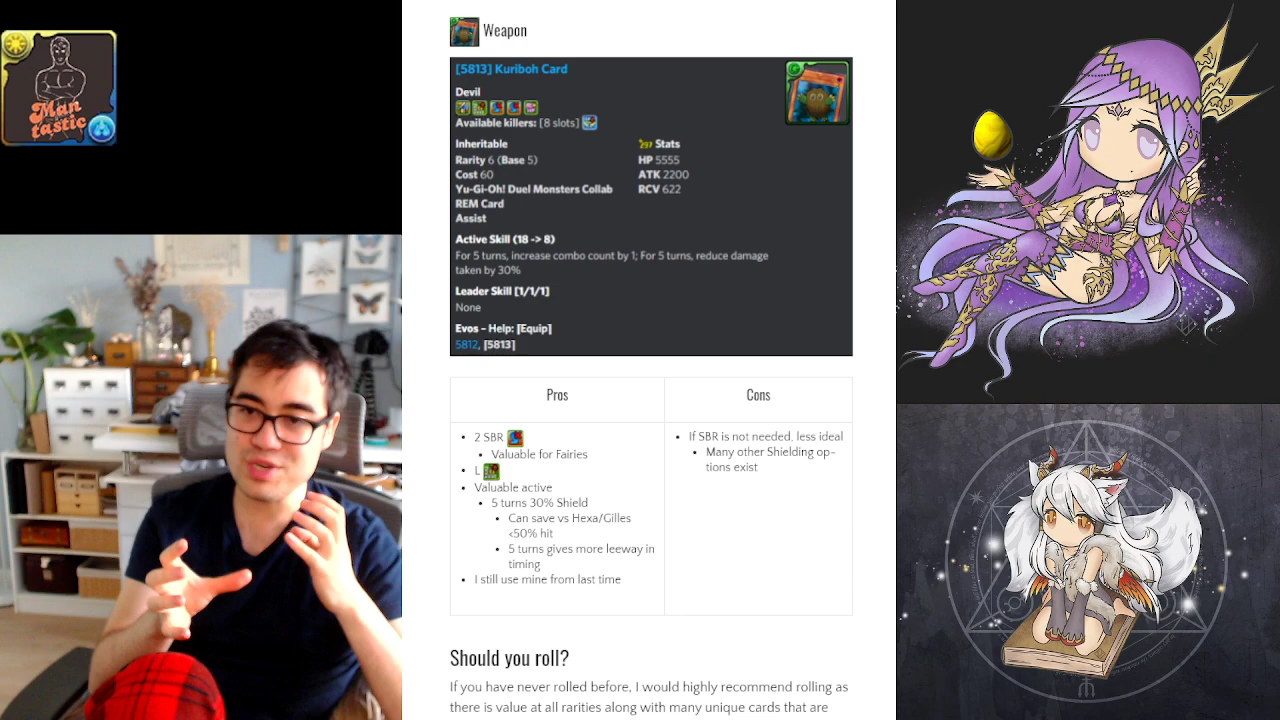 Man
tastic
Weapon
[5813] Kuriboh Card
Devil
Available killers: [8 slots]
Inheritable
Rarity 6 (Base 5)
Cost 60
Yu-Gi-Oh! Duel Monsters Collab
REM Card
Assist
297 Stats
HP 5555
ATK 2200
RCV 622
Active Skill (18 -> 8)
For 5 turns, increase combo count by 1; For 5 turns, reduce damage
taken by 30%
Leader Skill [1/1/1]
None
Evos – Help: [Equip]
5812, [5813]
Pros
2 SBR
Valuable for Fairies
L
Valuable active
5 turns 30% Shield
Can save vs Hexa/Gilles
<50% hit
5 turns gives more leeway in
timing
I still use mine from last time
Cons
If SBR is not needed, less ideal
Many other Shielding op-
tions exist
Should you roll?
If you have never rolled before, I would highly recommend rolling as
there is value at all rarities along with many unique cards that are